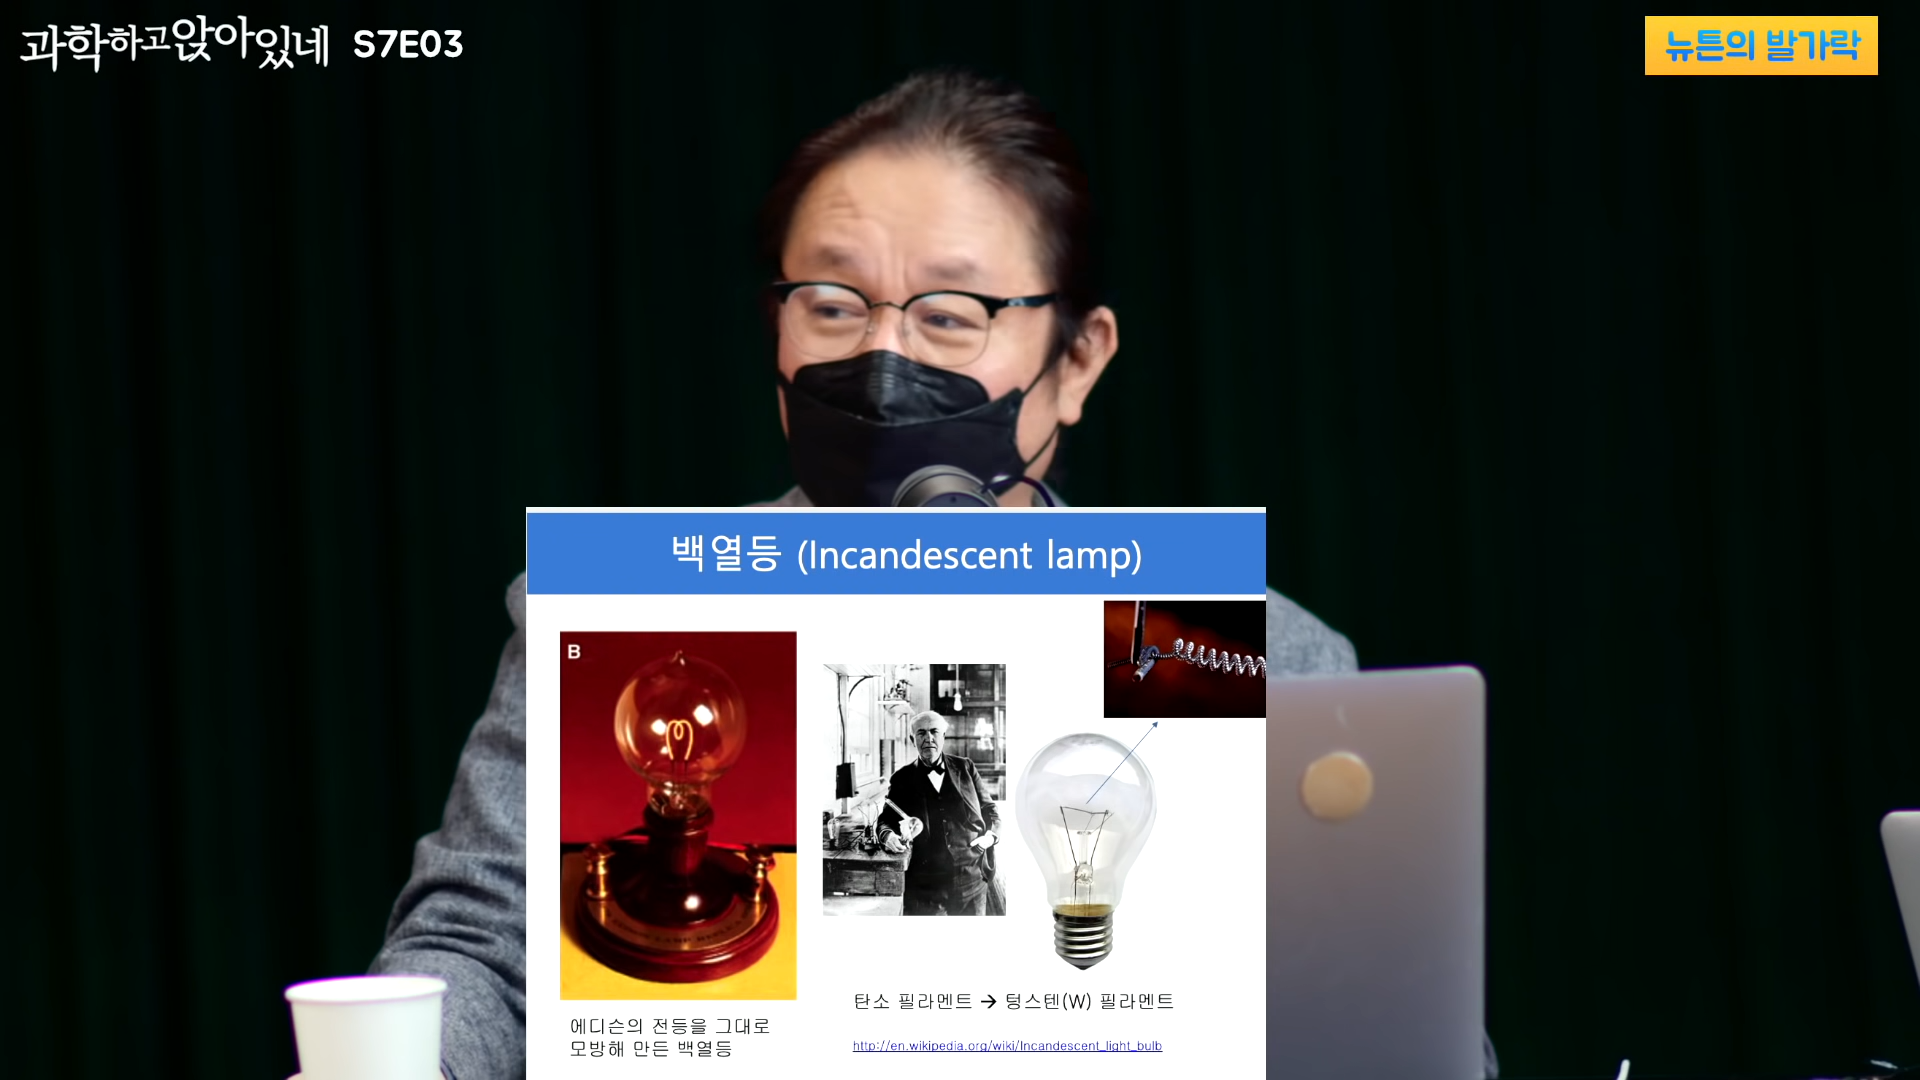 과학하고 앉아있네 S7E03
뉴튼의 발가락
백열등 (Incandescent lamp)
B
에디슨의 전등을 그대로
모방해 만든 백열등
탄소 필라멘트 → 텅스텐(W) 필라멘트
http://en.wikipedia.org/wiki/Incandescent_light_bulb